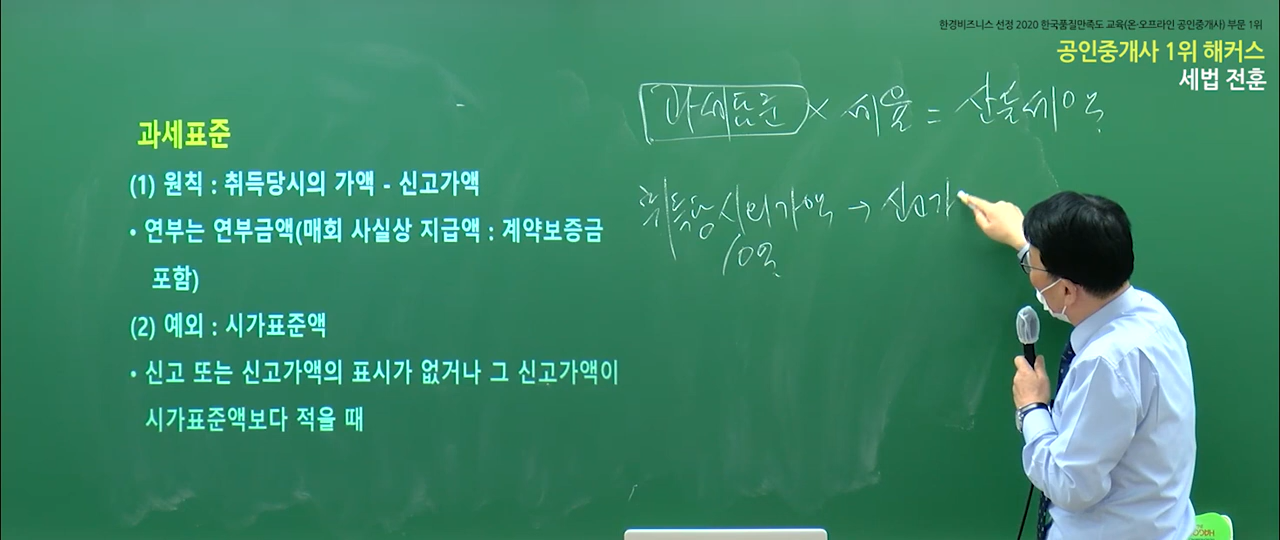 한경비즈니스 선정 2020 한국품질만족도 교육(온·오프라인 공인중개사) 부문 1위
공인중개사 1위 해커스
세법 전훈
과세표준
(1) 원칙 : 취득당시의 가액 - 신고가액
• 연부는 연부금액(매회 사실상 지급액 : 계약보증금
포함)
(2) 예외 : 시가표준액
• 신고 또는 신고가액의 표시가 없거나 그 신고가액이
시가표준액보다 적을 때
과세표준 × 세율 = 산출세액
취득당시의가액 → 신고가
10억